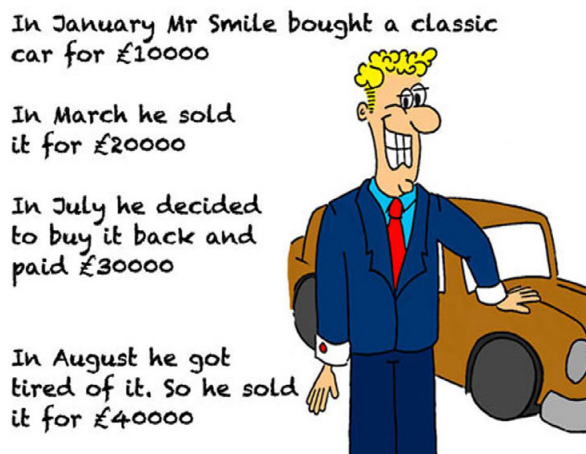 In January Mr Smile bought a classic
car for £10000
In March he sold
it for £20000
In July he decided
to buy it back and
paid £30000
In August he got
tired of it. So he sold
it for £40000